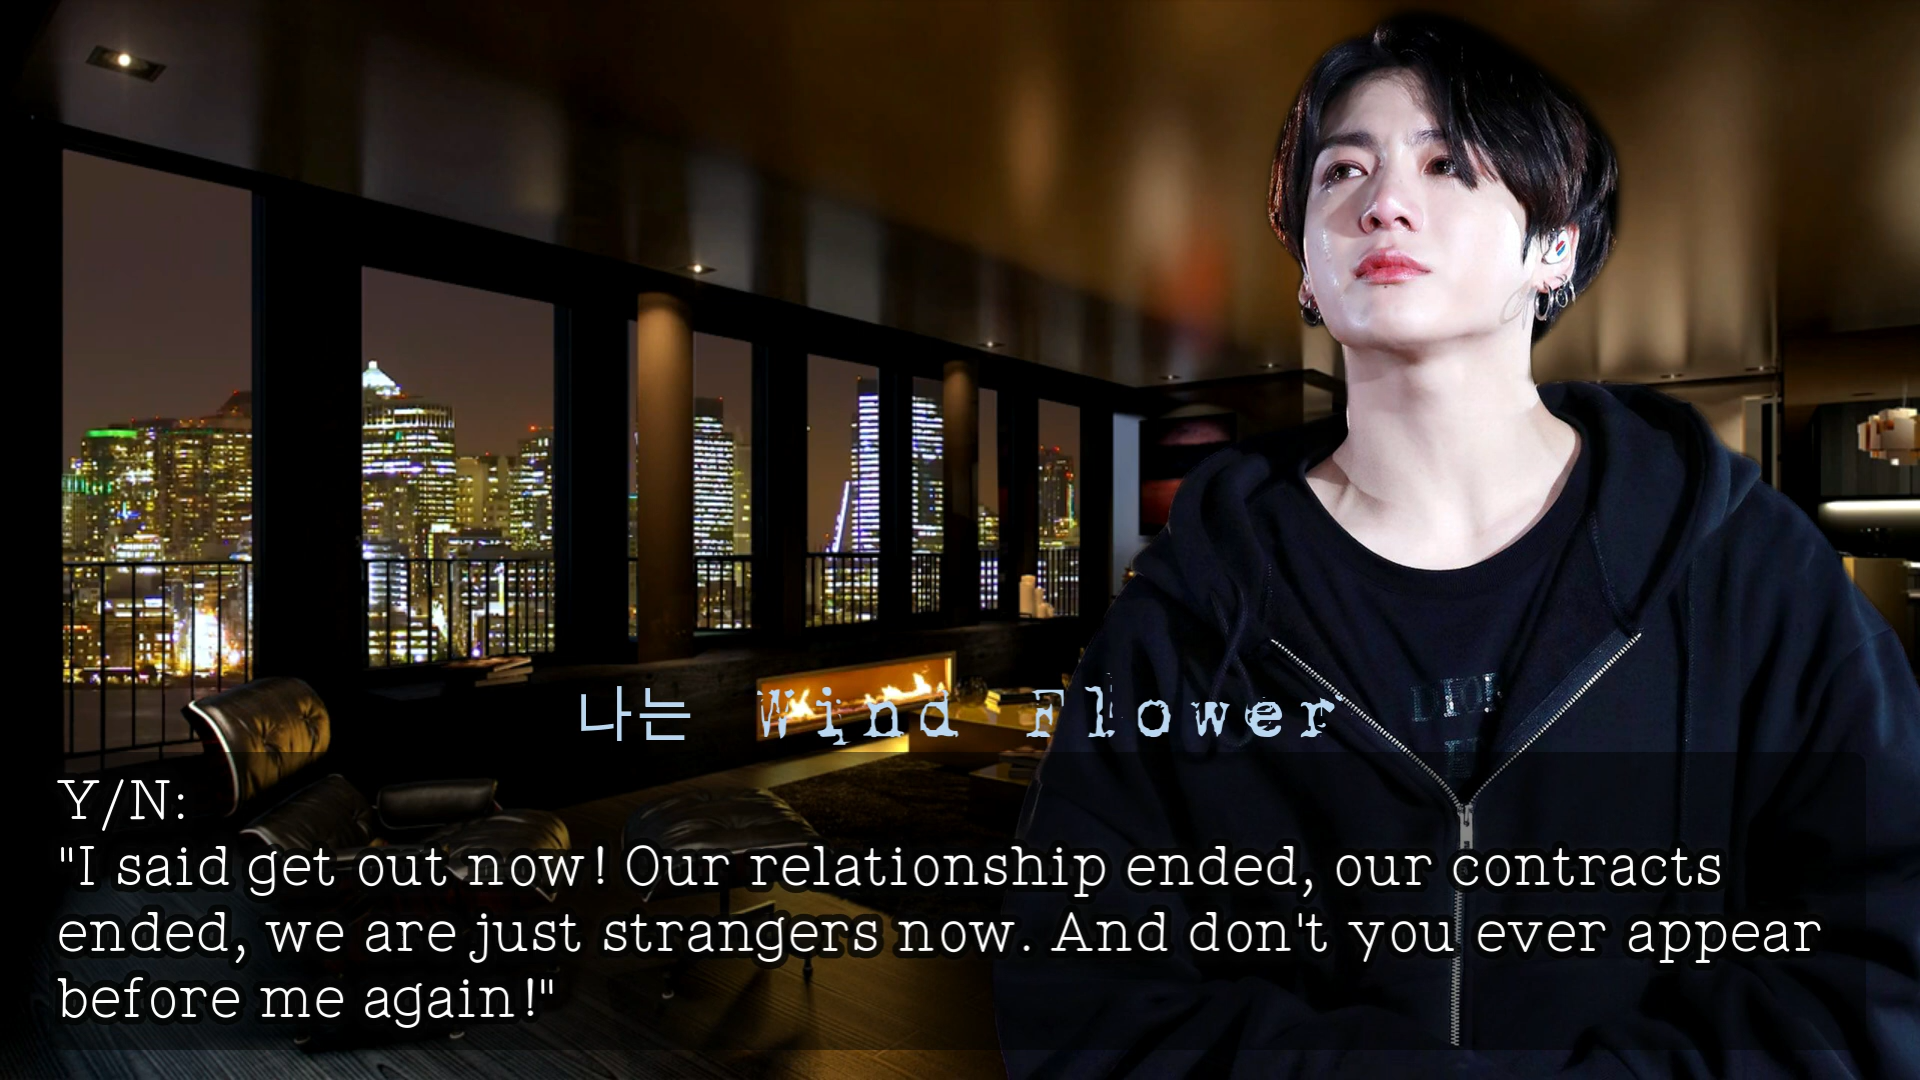 나는 Wind Flower
Y/N:
"I said get out now! Our relationship ended, our contracts
ended, we are just strangers now. And don't you ever appear
before me again!"